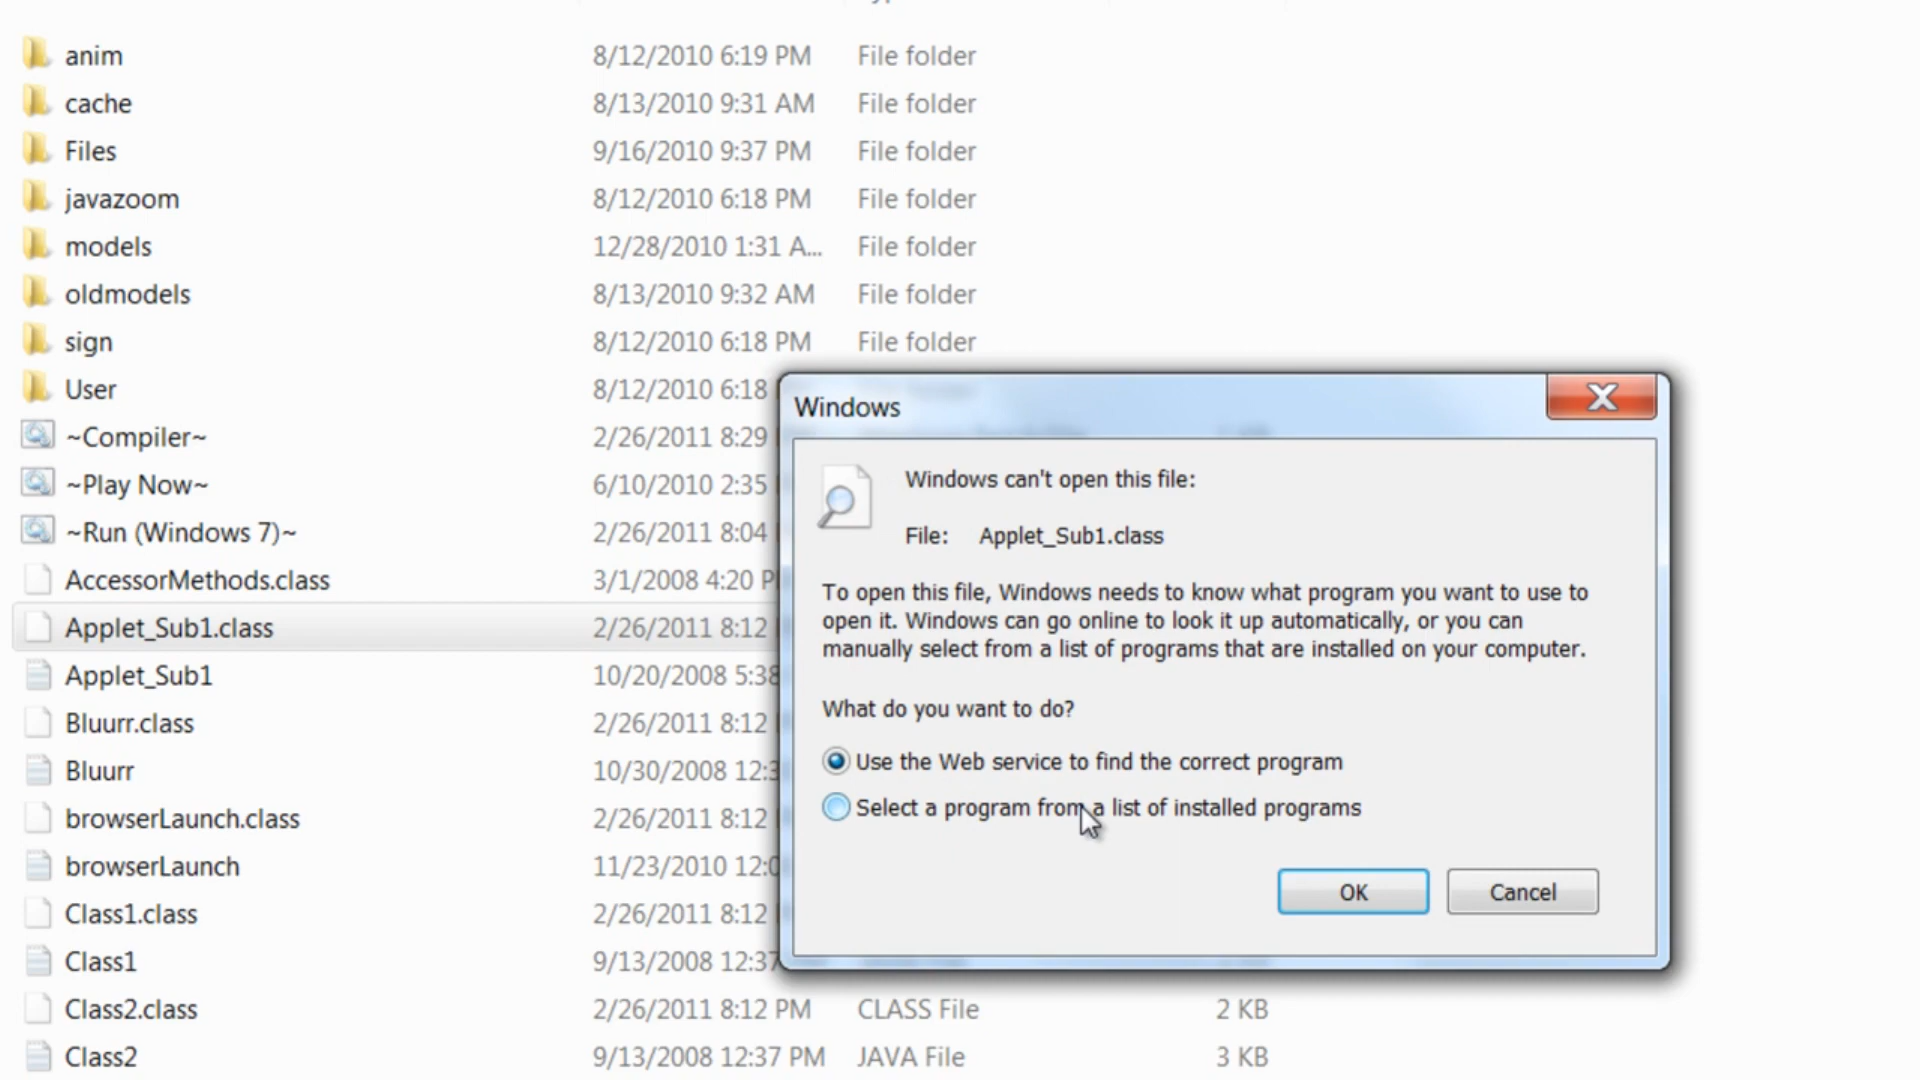 anim 8/12/2010 6:19 PM File folder
cache 8/13/2010 9:31 AM File folder
Files 9/16/2010 9:37 PM File folder
javazoom 8/12/2010 6:18 PM File folder
models 12/28/2010 1:31 A... File folder
oldmodels 8/13/2010 9:32 AM File folder
sign 8/12/2010 6:18 PM File folder
User 8/12/2010 6:18
~Compiler~ 2/26/2011 8:29
~Play Now~ 6/10/2010 2:35
~Run (Windows 7)~ 2/26/2011 8:04
AccessorMethods.class 3/1/2008 4:20 P
Applet_Sub1.class 2/26/2011 8:12
Applet_Sub1 10/20/2008 5:38
Bluurr.class 2/26/2011 8:12
Bluurr 10/30/2008 12:3
browserLaunch.class 2/26/2011 8:12
browserLaunch 11/23/2010 12:0
Class1.class 2/26/2011 8:12
Class1 9/13/2008 12:37
Class2.class 2/26/2011 8:12 PM CLASS File 2 KB
Class2 9/13/2008 12:37 PM JAVA File 3 KB
Windows
Windows can't open this file:
File: Applet_Sub1.class
To open this file, Windows needs to know what program you want to use to
open it. Windows can go online to look it up automatically, or you can
manually select from a list of programs that are installed on your computer.
What do you want to do?
Use the Web service to find the correct program
Select a program from a list of installed programs
OK Cancel